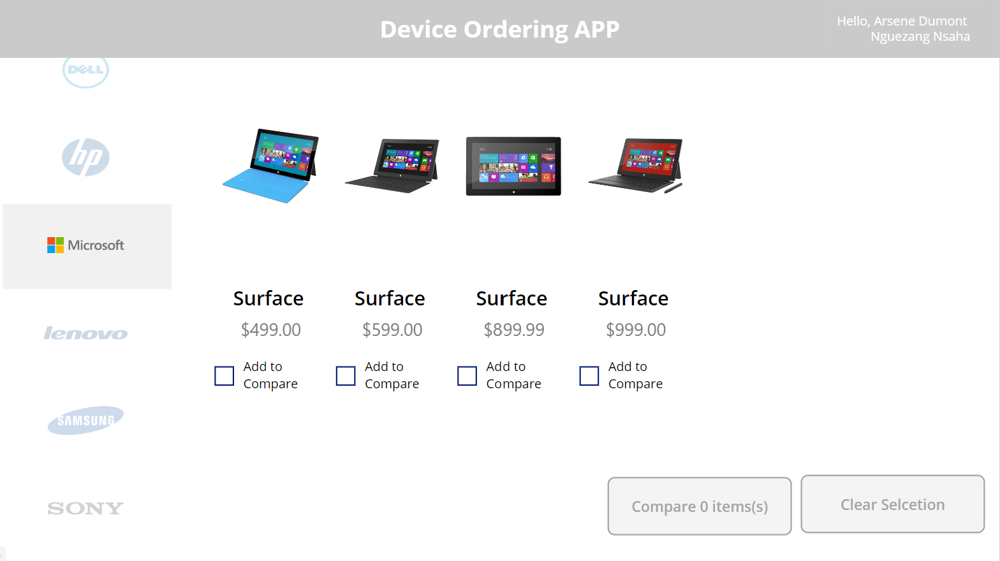 Device Ordering APP
Hello, Arsene Dumont
Nguezang Nsaha
DELL
hp
Microsoft
lenovo
SAMSUNG
SONY
Surface
$499.00
Add to
Compare
Surface
$599.00
Add to
Compare
Surface
$899.99
Add to
Compare
Surface
$999.00
Add to
Compare
Compare 0 items(s)
Clear Selcetion